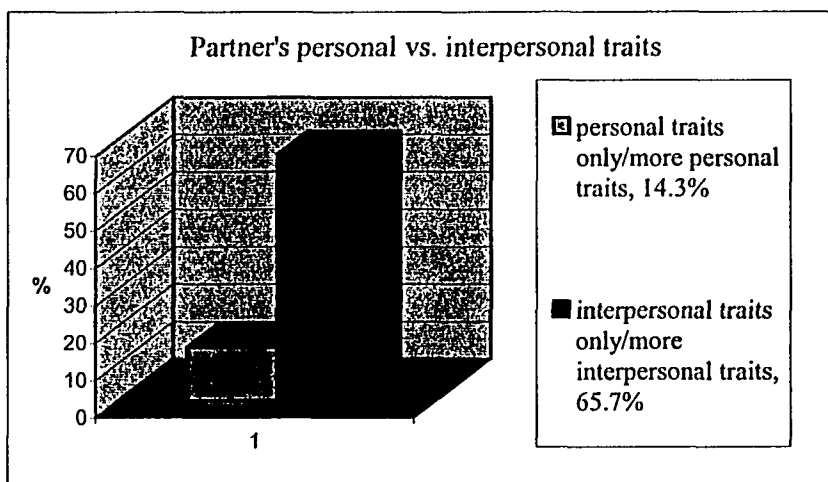 Partner's personal vs. interpersonal traits
70
60
50
40
30
20
10
0
%
1
personal traits
only/more personal
traits, 14.3%
interpersonal traits
only/more
interpersonal traits,
65.7%